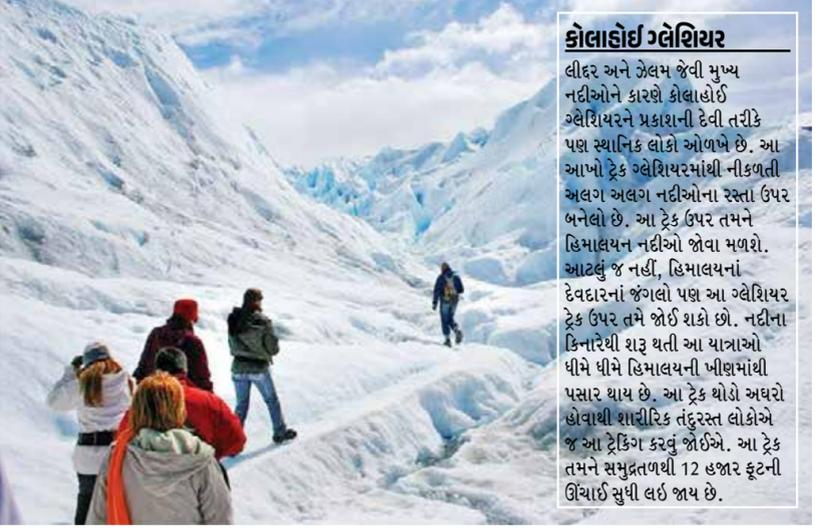 કોલાહોઈ ગ્લેશિયર
લીદ્દર અને ઝેલમ જેવી મુખ્ય
નદીઓને કારણે કોલાહોઈ
ગ્લેશિયરને પ્રકાશની દેવી તરીકે
પણ સ્થાનિક લોકો ઓળખે છે. આ
આખો ટ્રેક ગ્લેશિયરમાંથી નીકળતી
અલગ અલગ નદીઓના રસ્તા ઉપર
બનેલો છે. આ ટ્રેક ઉપર તમને
હિમાલયન નદીઓ જોવા મળશે.
આટલું જ નહીં, હિમાલયનાં
દેવદારનાં જંગલો પણ આ ગ્લેશિયર
ટ્રેક ઉપર તમે જોઈ શકો છો. નદીના
કિનારેથી શરૂ થતી આ યાત્રાઓ
ધીમે ધીમે હિમાલયની ખીણમાંથી
પસાર થાય છે. આ ટ્રેક થોડો અઘરો
હોવાથી શારીરિક તંદુરસ્ત લોકોએ
જ આ ટ્રેકિંગ કરવું જોઈએ. આ ટ્રેક
તમને સમુદ્રતળથી 12 હજાર ફૂટની
ઊંચાઈ સુધી લઇ જાય છે.